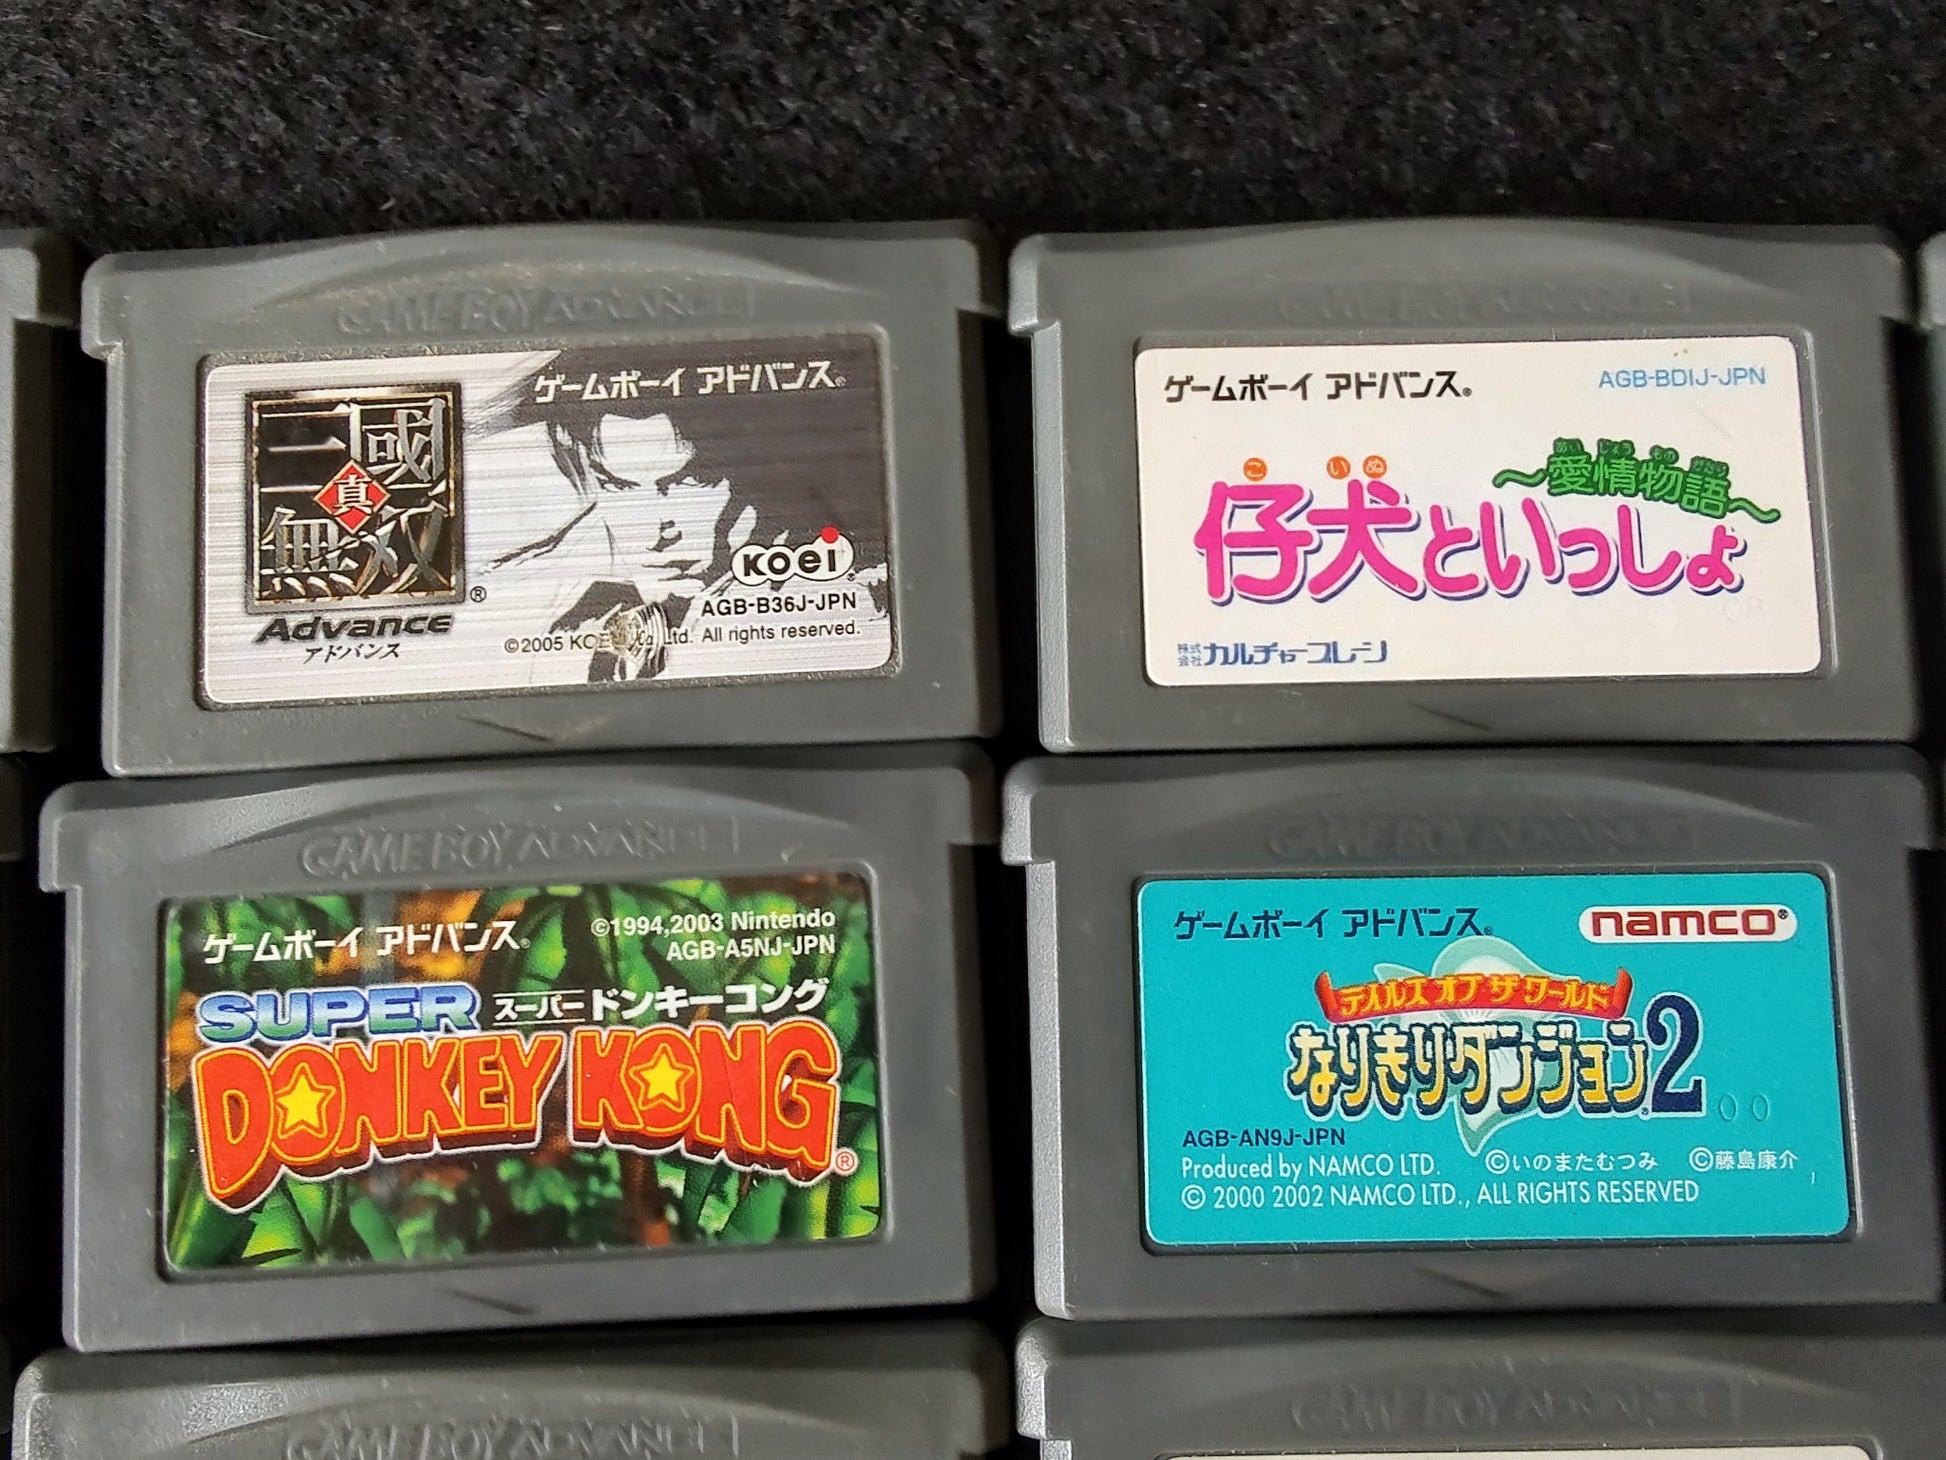 GAME BOY ADVANCE
ゲームボーイ アドバンス®
真・三國無双
®
Advance
アドバンス
KOEI®
AGB-B36J-JPN
©2005 KOEI Co., Ltd. All rights reserved.
GAME BOY ADVANCE
ゲームボーイ アドバンス®
AGB-BDIJ-JPN
あいじょうものがたり
～愛情物語～
こいぬ
仔犬といっしょ
08
株式会社カルチャーブレーン
GAME BOY ADVANCE
©1994,2003 Nintendo
ゲームボーイ アドバンス®
AGB-A5NJ-JPN
SUPER スーパードンキーコング
DONKEY KONG®
GAME BOY ADVANCE
ゲームボーイ アドバンス®
namco®
テイルズ オブ ザ ワールド
なりきりダンジョン2
00
AGB-AN9J-JPN
Produced by NAMCO LTD. ©いのまたむつみ ©藤島康介
© 2000 2002 NAMCO LTD., ALL RIGHTS RESERVED
GAME BOY ADVANCE
GAME BOY ADVANCE